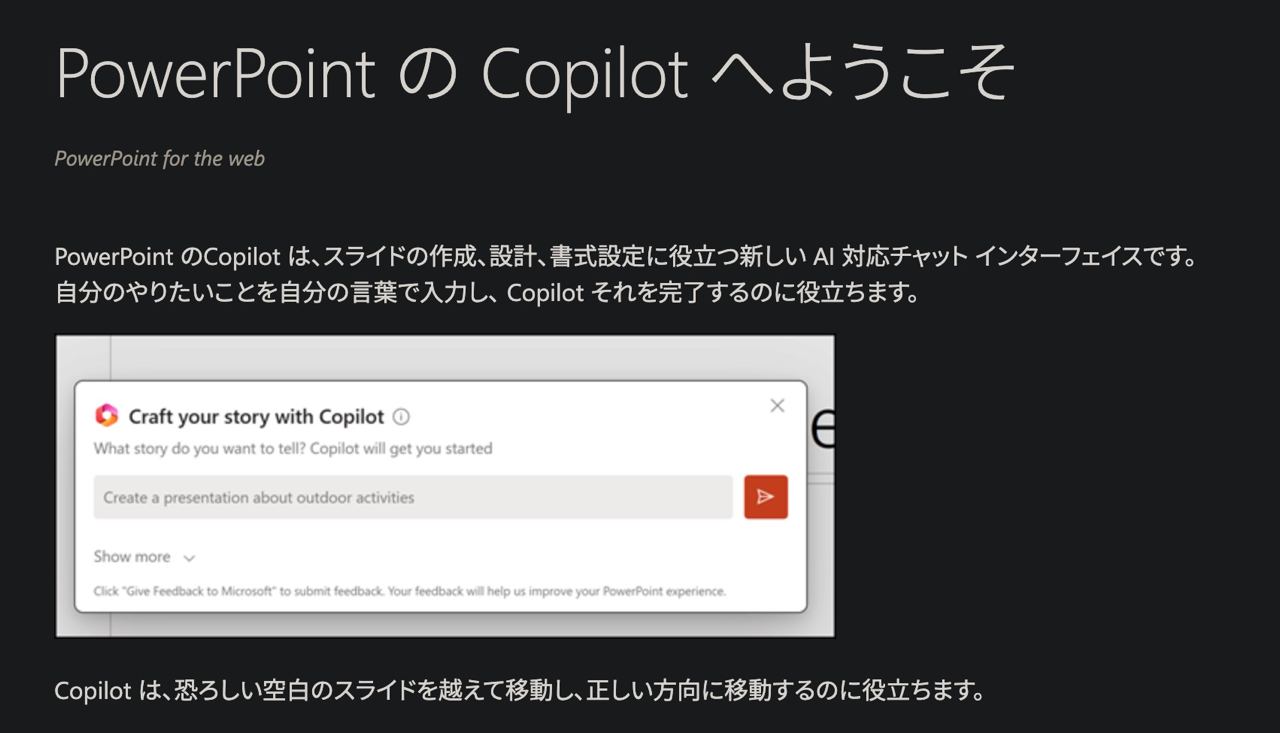 PowerPoint の Copilot へようこそ
PowerPoint for the web
PowerPoint のCopilot は、スライドの作成、設計、書式設定に役立つ新しい AI 対応チャット インターフェイスです。
自分のやりたいことを自分の言葉で入力し、 Copilot それを完了するのに役立ちます。
Craft your story with Copilot
What story do you want to tell? Copilot will get you started
e
Create a presentation about outdoor activities
Show more
Click "Give Feedback to Microsoft" to submit feedback. Your feedback will help us improve your PowerPoint experience.
Copilot は、恐ろしい空白のスライドを越えて移動し、正しい方向に移動するのに役立ちます。